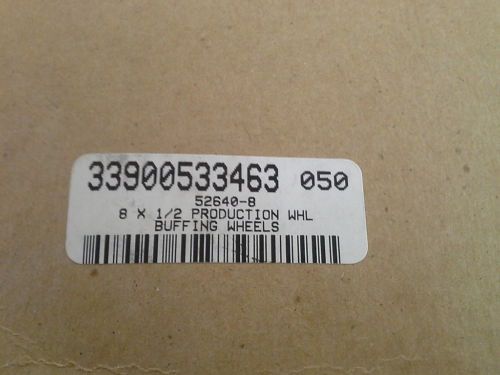 33900533463 050
52640-8
8 X 1/2 PRODUCTION WHL
BUFFING WHEELS